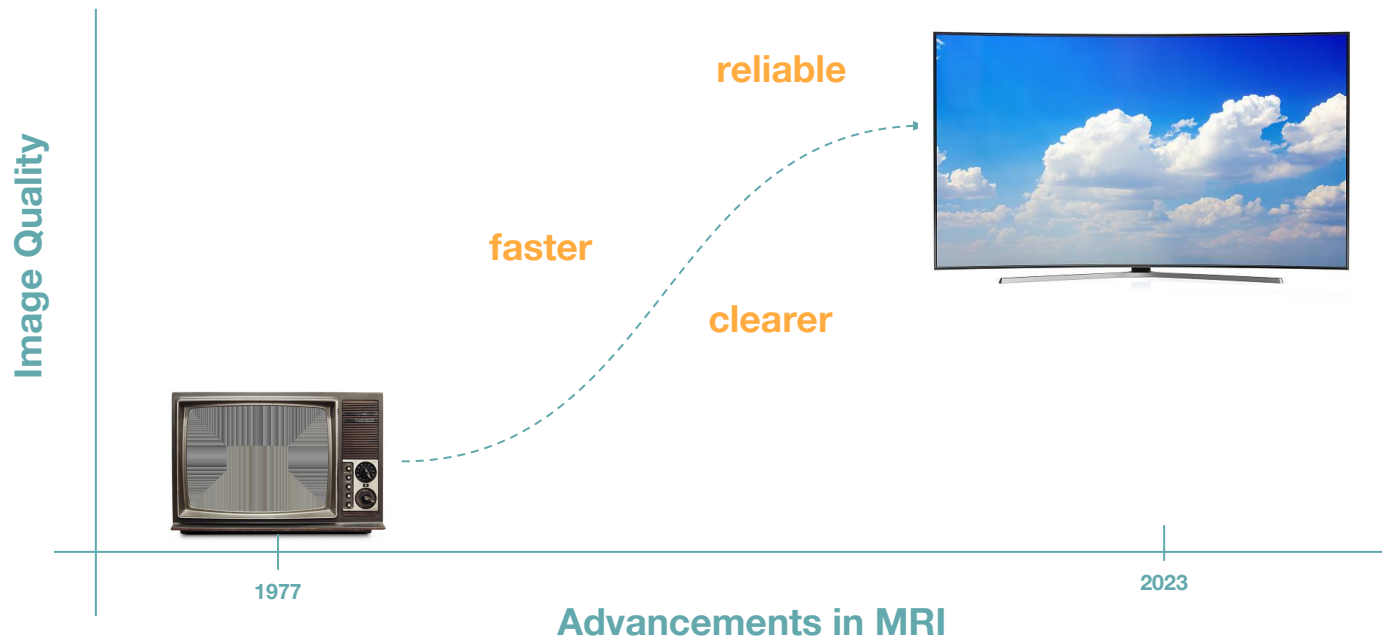 reliable
faster
clearer
Image Quality
1977
2023
Advancements in MRI